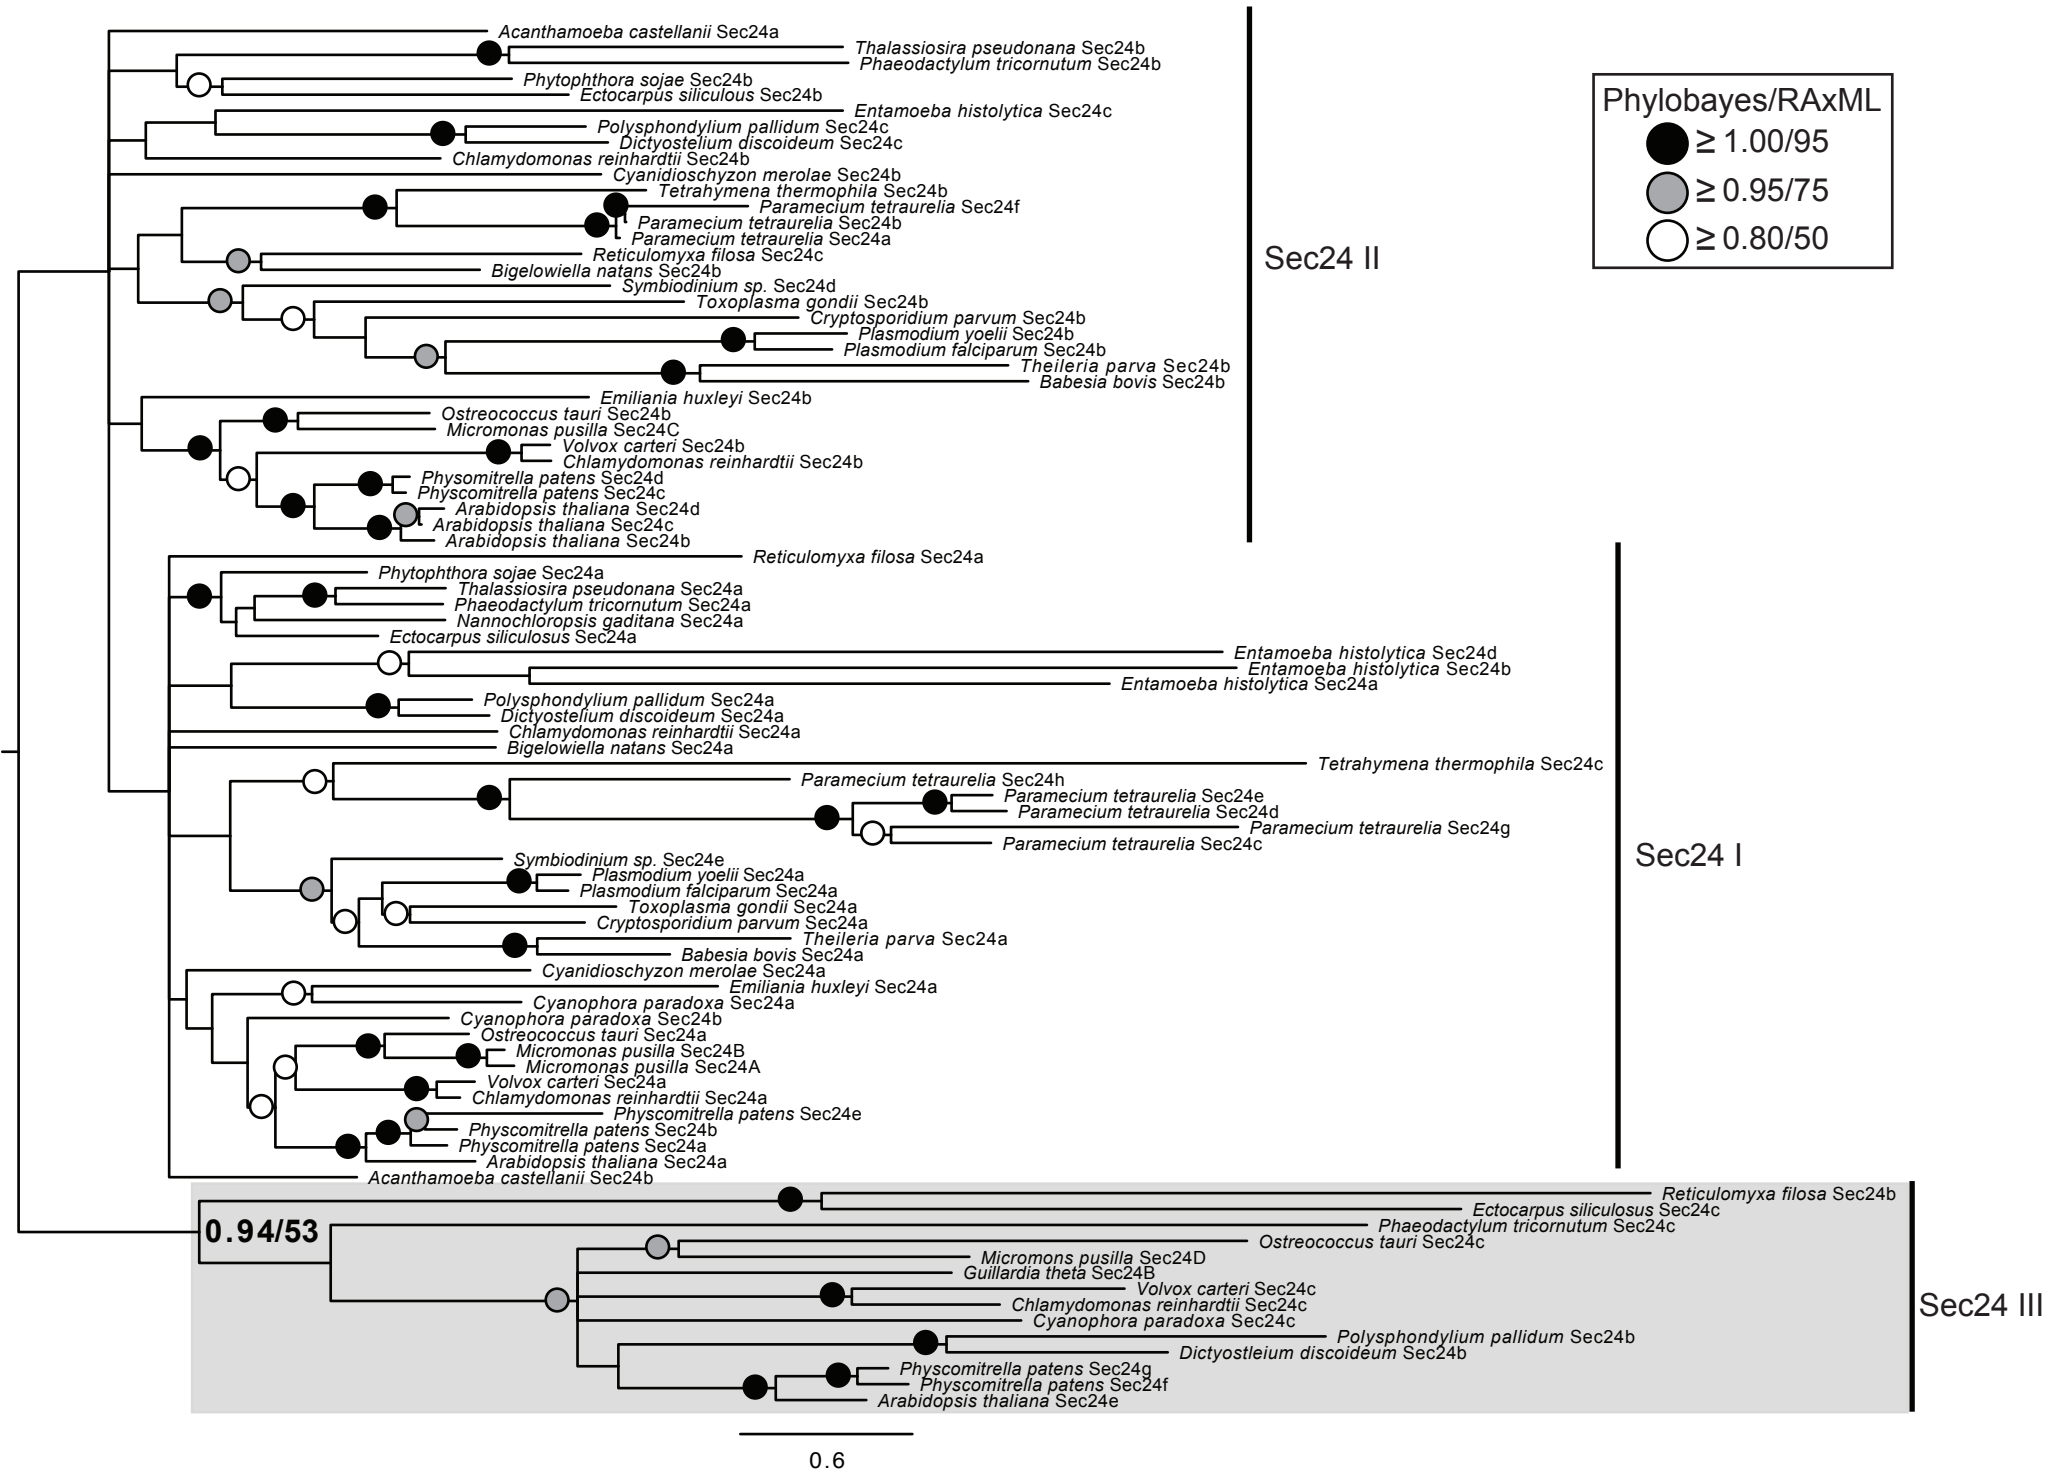 Acanthamoeba castellanii Sec24a
Thalassiosira pseudonana Sec24b
Phaeodactylum tricornutum Sec24b
Phytophthora sojae Sec24b
Ectocarpus siliculous Sec24b
Entamoeba histolytica Sec24c
Polysphondylium pallidum Sec24c
Dictyostelium discoideum Sec24c
Chlamydomonas reinhardtii Sec24b
Cyanidioschyzon merolae Sec24b
Tetrahymena thermophila Sec24b
Paramecium tetraurelia Sec24f
Paramecium tetraurelia Sec24b
Paramecium tetraurelia Sec24a
Reticulomyxa filosa Sec24c
Bigelowiella natans Sec24b
Symbiodinium sp. Sec24d
Toxoplasma gondii Sec24b
Cryptosporidium parvum Sec24b
Plasmodium yoelii Sec24b
Plasmodium falciparum Sec24b
Theileria parva Sec24b
Babesia bovis Sec24b
Emiliania huxleyi Sec24b
Ostreococcus tauri Sec24b
Micromonas pusilla Sec24C
Volvox carteri Sec24b
Chlamydomonas reinhardtii Sec24b
Physomitrella patens Sec24d
Physcomitrella patens Sec24c
Arabidopsis thaliana Sec24d
Arabidopsis thaliana Sec24c
Arabidopsis thaliana Sec24b
Sec24 II
Phylobayes/RAxML
≥ 1.00/95
≥ 0.95/75
≥ 0.80/50
Reticulomyxa filosa Sec24a
Phytophthora sojae Sec24a
Thalassiosira pseudonana Sec24a
Phaeodactylum tricornutum Sec24a
Nannochloropsis gaditana Sec24a
Ectocarpus siliculosus Sec24a
Entamoeba histolytica Sec24d
Entamoeba histolytica Sec24b
Entamoeba histolytica Sec24a
Polysphondylium pallidum Sec24a
Dictyostelium discoideum Sec24a
Chlamydomonas reinhardtii Sec24a
Bigelowiella natans Sec24a
Tetrahymena thermophila Sec24c
Paramecium tetraurelia Sec24h
Paramecium tetraurelia Sec24e
Paramecium tetraurelia Sec24d
Paramecium tetraurelia Sec24g
Paramecium tetraurelia Sec24c
Symbiodinium sp. Sec24e
Plasmodium yoelii Sec24a
Plasmodium falciparum Sec24a
Toxoplasma gondii Sec24a
Cryptosporidium parvum Sec24a
Theileria parva Sec24a
Babesia bovis Sec24a
Cyanidioschyzon merolae Sec24a
Emiliania huxleyi Sec24a
Cyanophora paradoxa Sec24a
Cyanophora paradoxa Sec24b
Ostreococcus tauri Sec24a
Micromonas pusilla Sec24B
Micromonas pusilla Sec24A
Volvox carteri Sec24a
Chlamydomonas reinhardtii Sec24a
Physcomitrella patens Sec24e
Physcomitrella patens Sec24b
Physcomitrella patens Sec24a
Arabidopsis thaliana Sec24a
Acanthamoeba castellanii Sec24b
Sec24 I
Reticulomyxa filosa Sec24b
Ectocarpus siliculosus Sec24c
0.94/53
Phaeodactylum tricornutum Sec24c
Ostreococcus tauri Sec24c
Micromons pusilla Sec24D
Guillardia theta Sec24B
Volvox carteri Sec24c
Chlamydomonas reinhardtii Sec24c
Cyanophora paradoxa Sec24c
Polysphondylium pallidum Sec24b
Dictyostleium discoideum Sec24b
Physcomitrella patens Sec24g
Physcomitrella patens Sec24f
Arabidopsis thaliana Sec24e
Sec24 III
0.6